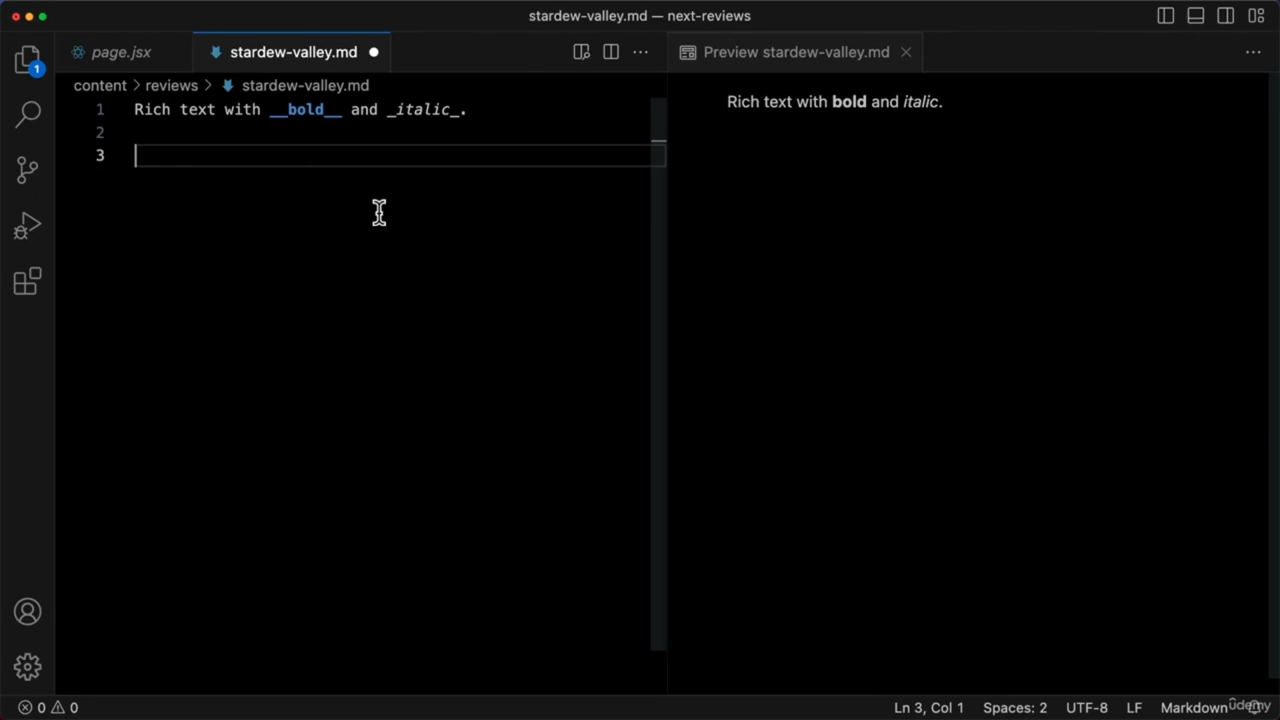 stardew-valley.md — next-reviews
page.jsx
stardew-valley.md
Preview stardew-valley.md
1
content > reviews > stardew-valley.md
1 Rich text with __bold__ and _italic_.
2
3
Rich text with bold and italic.
0 0
Ln 3, Col 1 Spaces: 2 UTF-8 LF Markdown
ûdemy